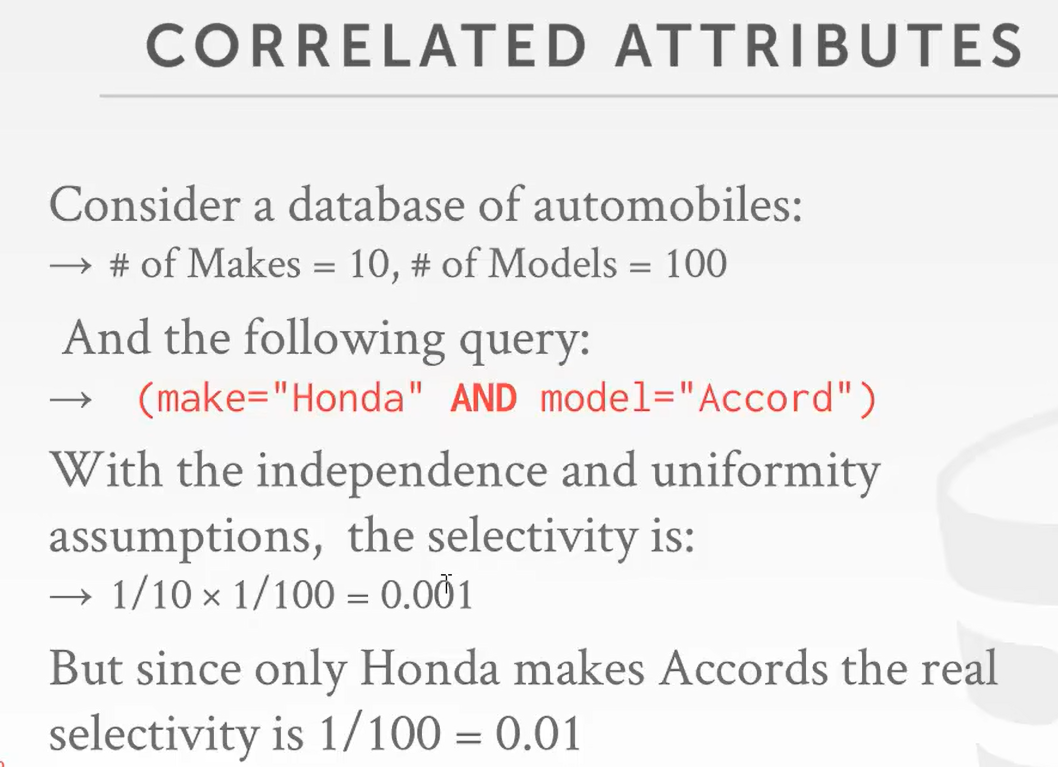 CORRELATED ATTRIBUTES
Consider a database of automobiles:
→ # of Makes = 10, # of Models = 100
And the following query:
→ (make="Honda" AND model="Accord")
With the independence and uniformity
assumptions, the selectivity is:
→ 1/10 × 1/100 = 0.001
But since only Honda makes Accords the real
selectivity is 1/100 = 0.01